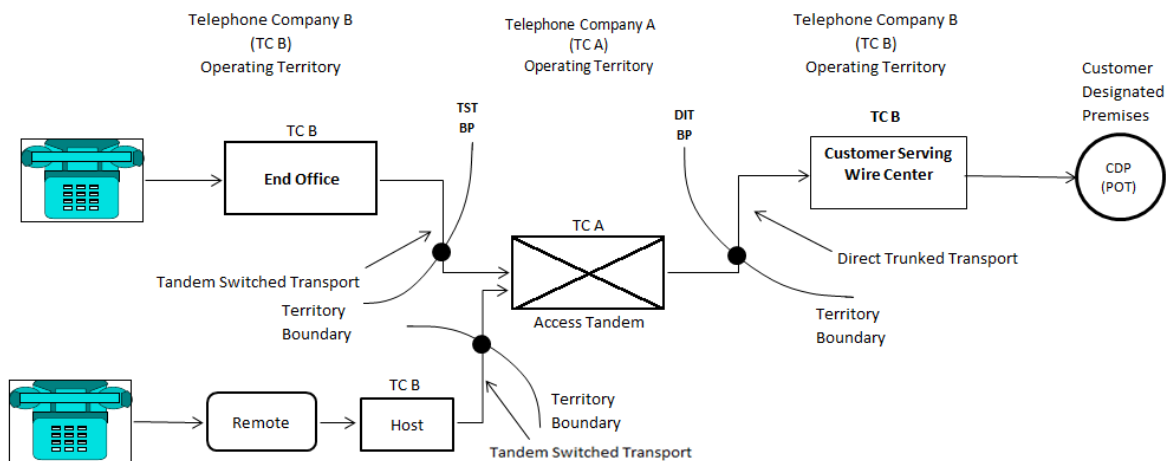 Telephone Company B
(TC B)
Operating Territory
Telephone Company A
(TC A)
Operating Territory
Telephone Company B
(TC B)
Operating Territory
Customer
Designated
Premises
TST
BP
DIT
BP
TC B
End Office
TC B
Customer Serving
Wire Center
CDP
(POT)
TC A
Access Tandem
Tandem Switched Transport
Direct Trunked Transport
Territory
Boundary
Territory
Boundary
TC B
Remote
Host
Territory
Boundary
Tandem Switched Transport